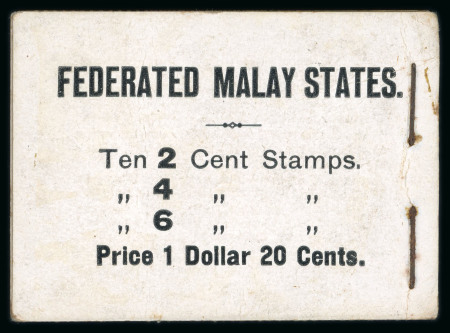 FEDERATED MALAY STATES.
Ten 2 Cent Stamps.
„ 4 „ „
„ 6 „ „
Price 1 Dollar 20 Cents.